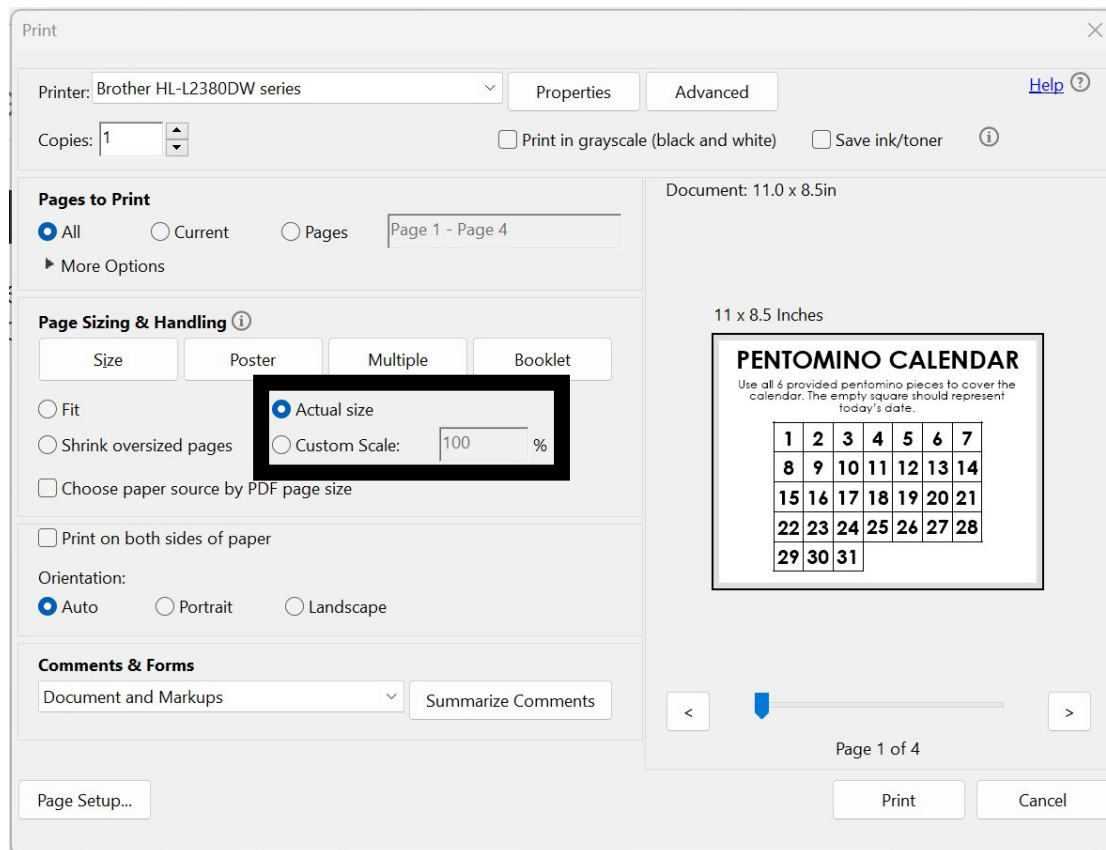 Print
Printer: Brother HL-L2380DW series Properties Advanced Help
Copies: 1 Print in grayscale (black and white) Save ink/toner
Pages to Print
All Current Pages Page 1 - Page 4
More Options
Page Sizing & Handling
Size Poster Multiple Booklet
Fit Actual size
Shrink oversized pages Custom Scale: 100 %
Choose paper source by PDF page size
Print on both sides of paper
Orientation:
Auto Portrait Landscape
Comments & Forms
Document and Markups Summarize Comments
Document: 11.0 x 8.5in
11 x 8.5 Inches
PENTOMINO CALENDAR
Use all 6 provided pentomino pieces to cover the
calendar. The empty square should represent
today's date.
1 2 3 4 5 6 7
8 9 10 11 12 13 14
15 16 17 18 19 20 21
22 23 24 25 26 27 28
29 30 31
< >
Page 1 of 4
Page Setup... Print Cancel